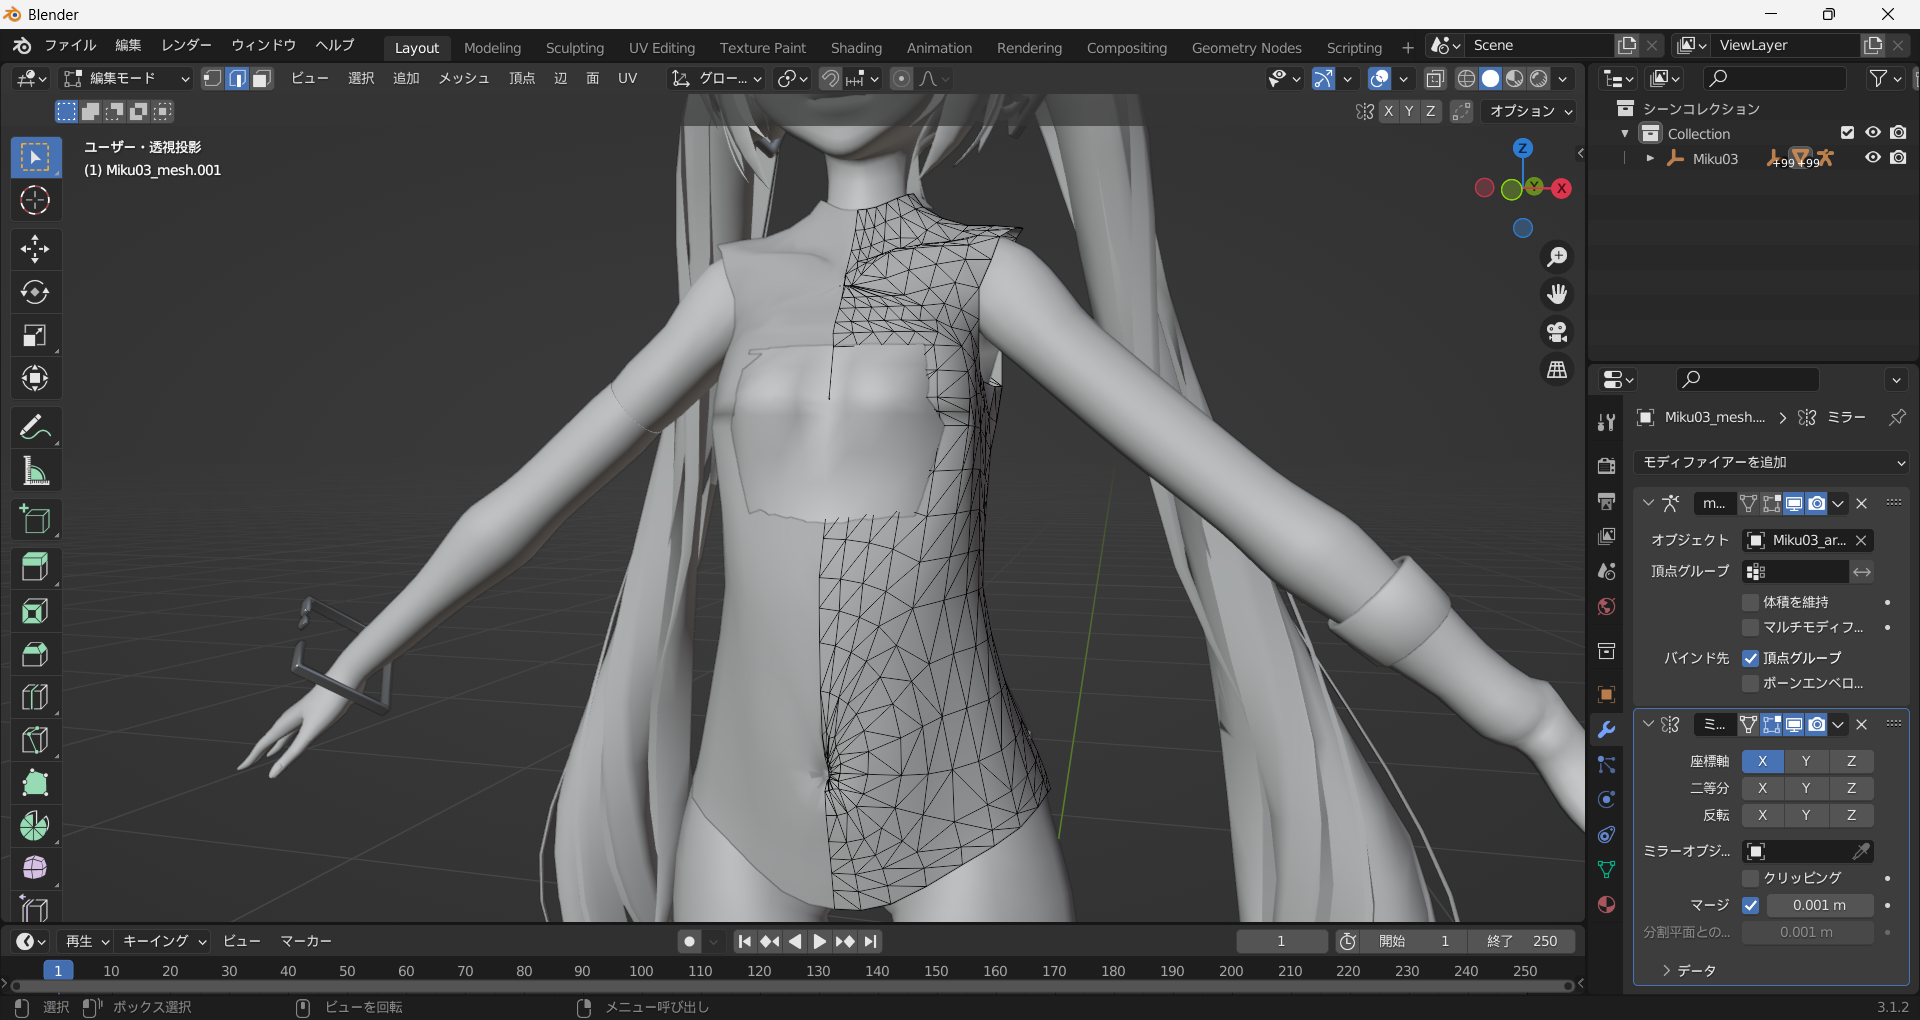 Blender
ファイル 編集 レンダー ウィンドウ ヘルプ Layout Modeling Sculpting UV Editing Texture Paint Shading Animation Rendering Compositing Geometry Nodes Scripting + Scene ViewLayer
編集モード ビュー 選択 追加 メッシュ 頂点 辺 面 UV グロー...
X Y Z オプション
ユーザー・透視投影
(1) Miku03_mesh.001
Z
Y X
シーンコレクション
Collection
Miku03 +99 +99
Miku03_mesh.... ミラー
モディファイアーを追加
m...
オブジェクト Miku03_ar...
頂点グループ
体積を維持
マルチモディフ...
バインド先 頂点グループ
ボーンエンベロ...
ミ...
座標軸 X Y Z
二等分 X Y Z
反転 X Y Z
ミラーオブジ...
クリッピング
マージ 0.001 m
分割平面との... 0.001 m
データ
再生 キーイング ビュー マーカー 1 開始 1 終了 250
1 10 20 30 40 50 60 70 80 90 100 110 120 130 140 150 160 170 180 190 200 210 220 230 240 250
選択 ボックス選択 ビューを回転 メニュー呼び出し 3.1.2